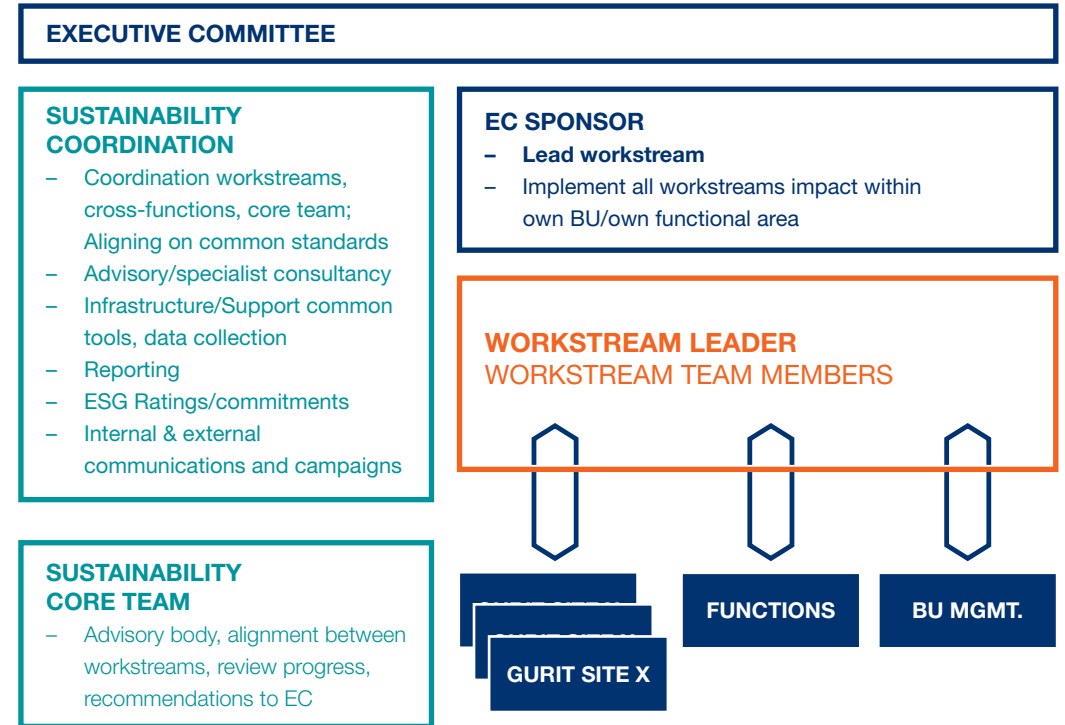 EXECUTIVE COMMITTEE
SUSTAINABILITY
COORDINATION
– Coordination workstreams,
cross-functions, core team;
Aligning on common standards
– Advisory/specialist consultancy
– Infrastructure/Support common
tools, data collection
– Reporting
– ESG Ratings/commitments
– Internal & external
communications and campaigns
SUSTAINABILITY
CORE TEAM
– Advisory body, alignment between
workstreams, review progress,
recommendations to EC
EC SPONSOR
– Lead workstream
– Implement all workstreams impact within
own BU/own functional area
WORKSTREAM LEADER
WORKSTREAM TEAM MEMBERS
GURIT SITE X
FUNCTIONS
BU MGMT.